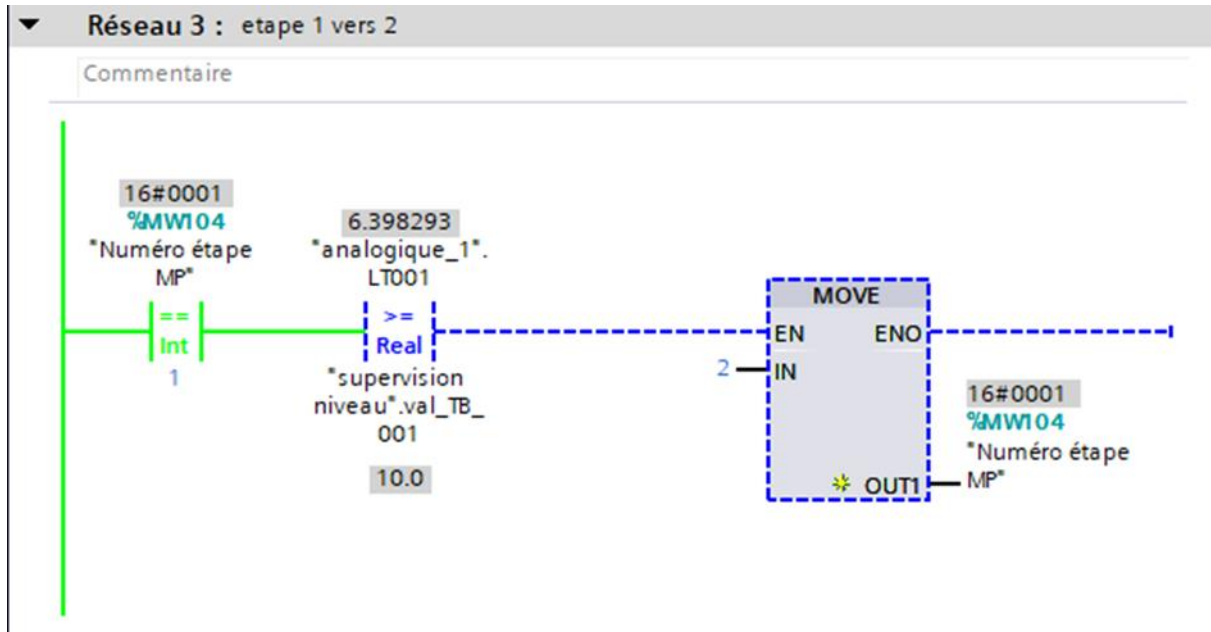 Réseau 3 : etape 1 vers 2
Commentaire
16#0001
%MW104
"Numéro étape
MP"
==
Int
1
6.398293
"analogique_1".
LT001
>=
Real
"supervision
niveau".val_TB_
001
10.0
MOVE
EN ENO
2 IN
OUT1
16#0001
%MW104
"Numéro étape
MP"